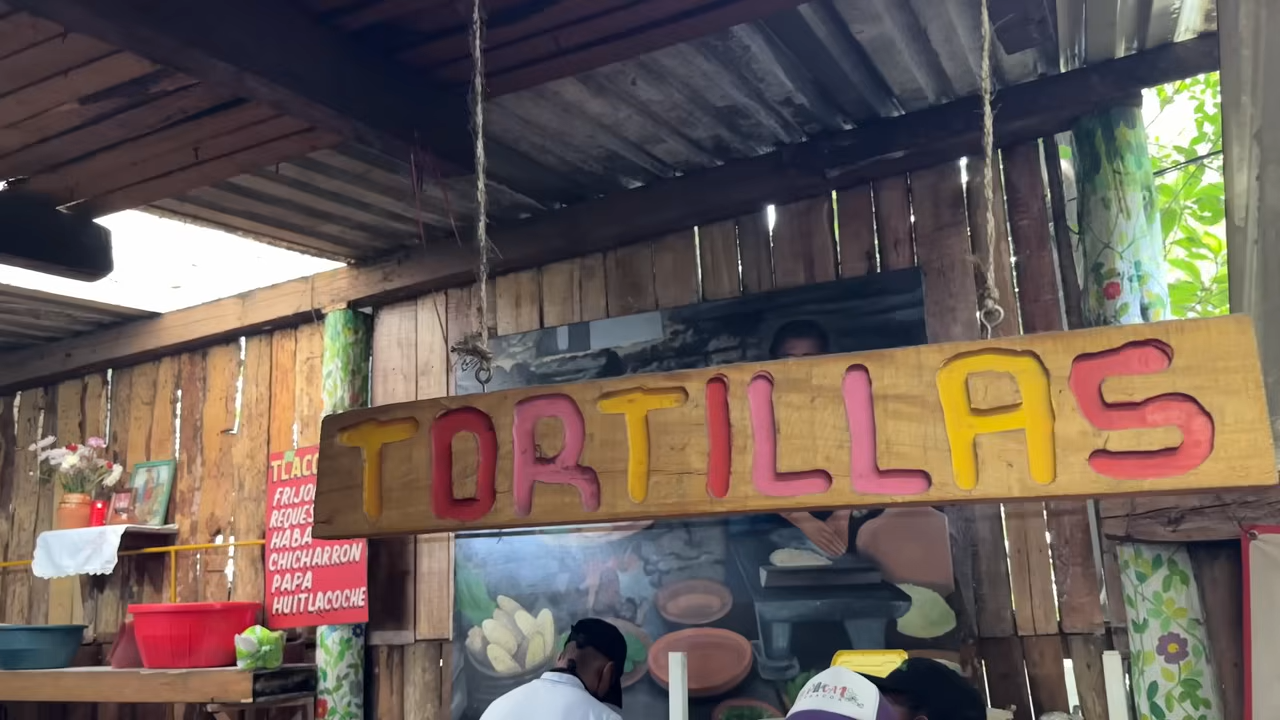 TORTILLAS
FRIJO
REQUES
HABA
CHICHARRON
PAPA
HUITLACOCHE